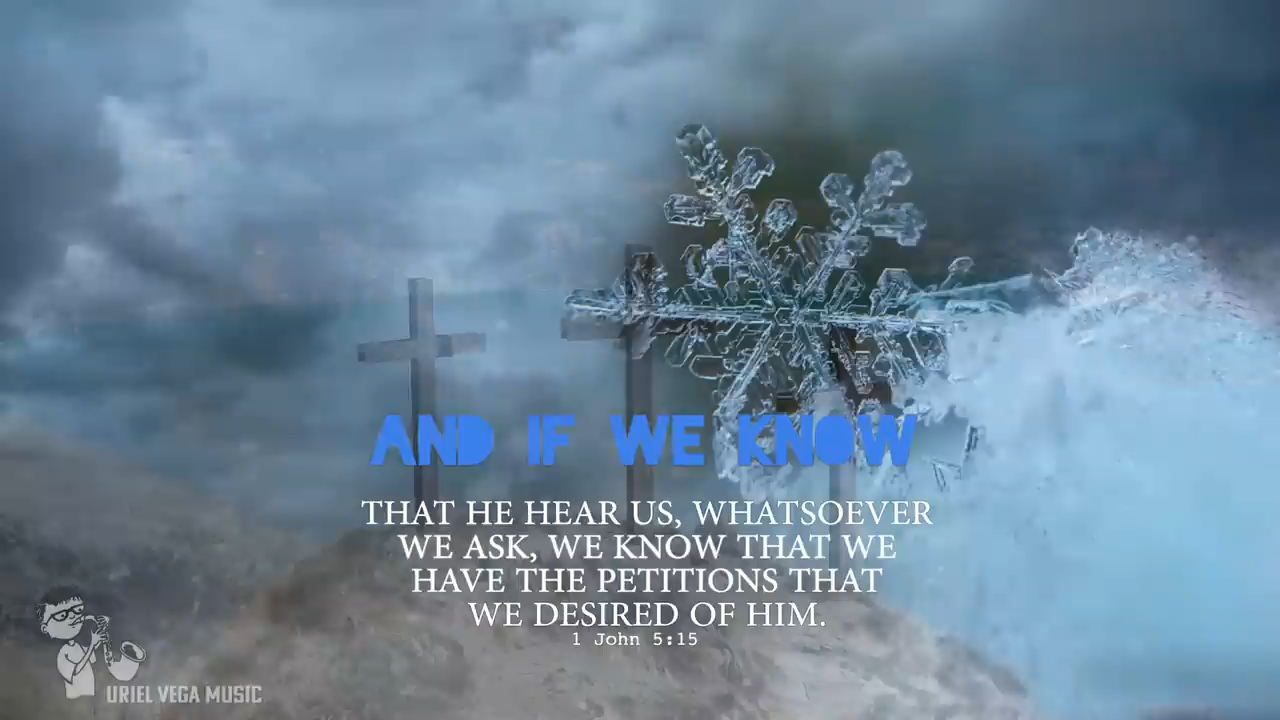 AND IF WE KNOW
THAT HE HEAR US, WHATSOEVER
WE ASK, WE KNOW THAT WE
HAVE THE PETITIONS THAT
WE DESIRED OF HIM.
1 John 5:15
URIEL VEGA MUSIC